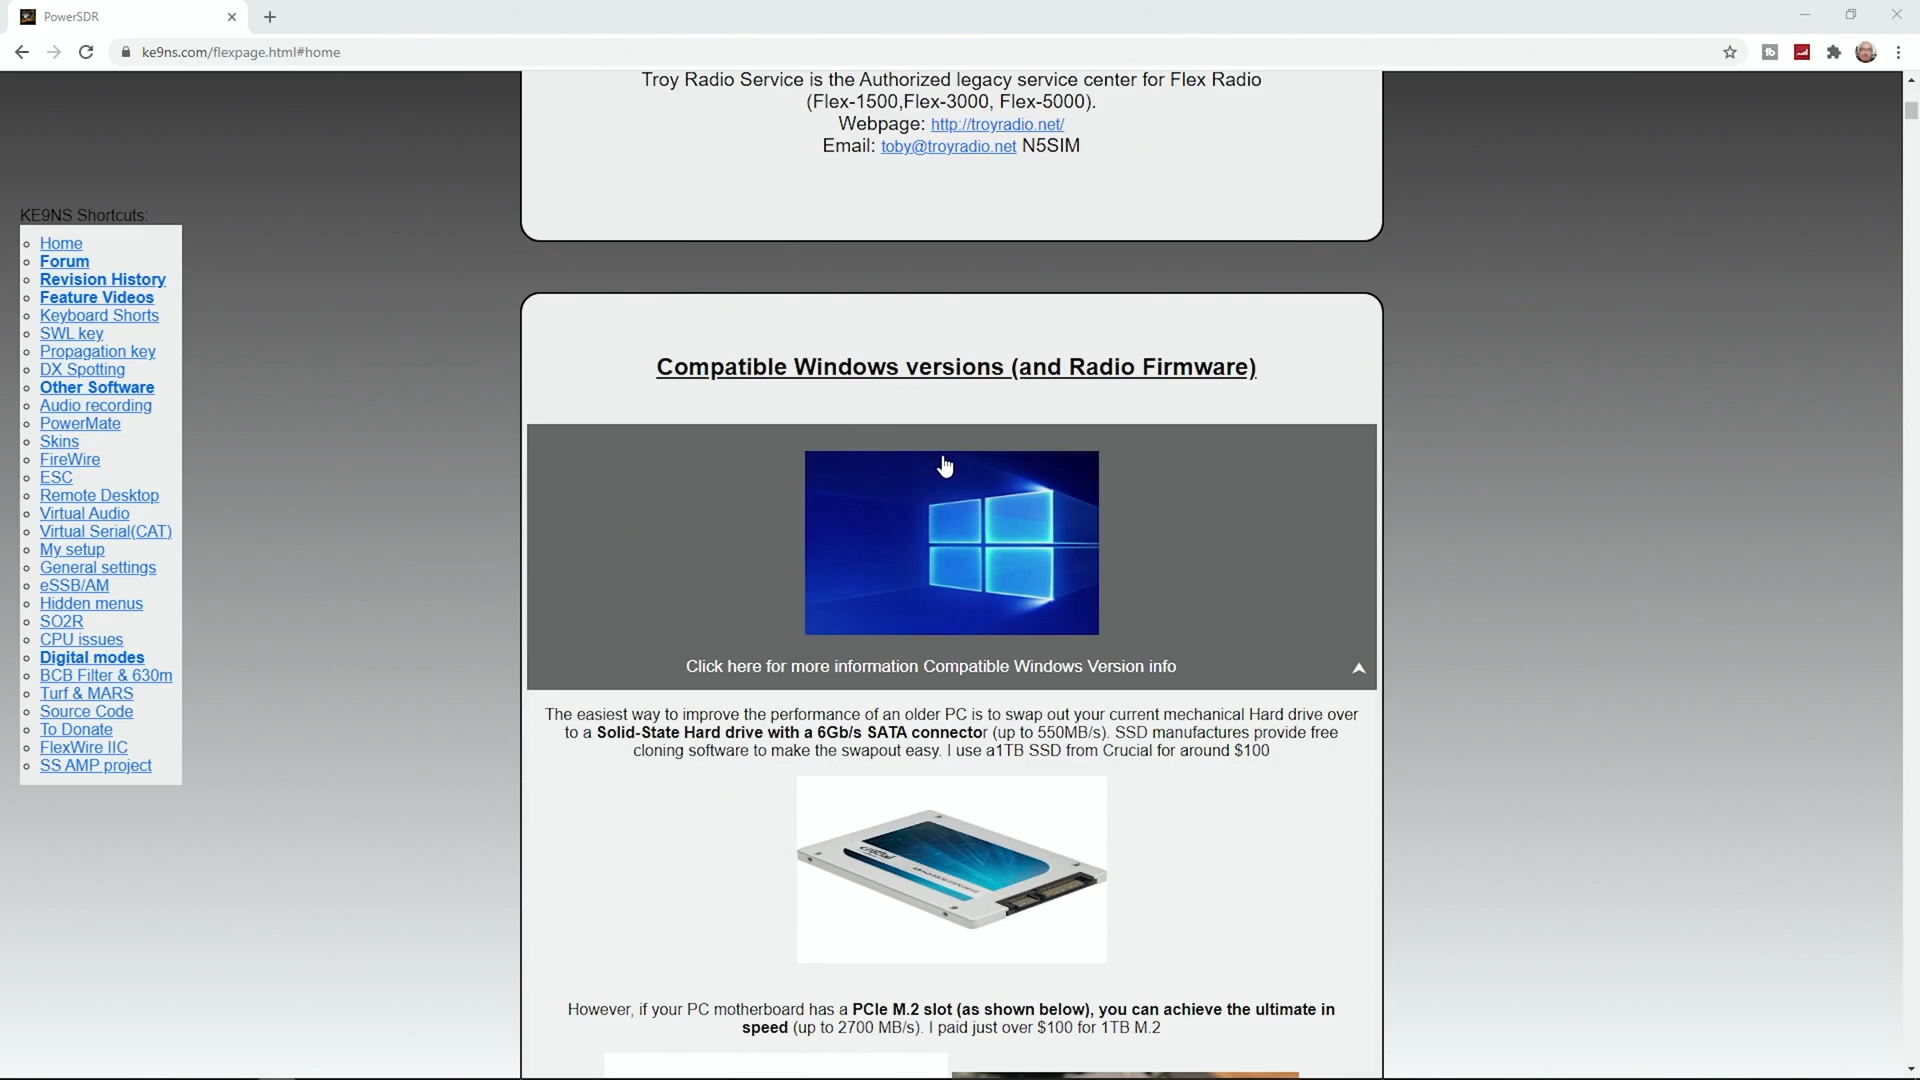 PowerSDR
ke9ns.com/flexpage.html#home
Troy Radio Service is the Authorized legacy service center for Flex Radio
(Flex-1500,Flex-3000, Flex-5000).
Webpage: http://troyradio.net/
Email: toby@troyradio.net N5SIM
KE9NS Shortcuts:
Home
Forum
Revision History
Feature Videos
Keyboard Shorts
SWL key
Propagation key
DX Spotting
Other Software
Audio recording
PowerMate
Skins
FireWire
ESC
Remote Desktop
Virtual Audio
Virtual Serial(CAT)
My setup
General settings
eSSB/AM
Hidden menus
SO2R
CPU issues
Digital modes
BCB Filter & 630m
Turf & MARS
Source Code
To Donate
FlexWire IIC
SS AMP project
Compatible Windows versions (and Radio Firmware)
Click here for more information Compatible Windows Version info
The easiest way to improve the performance of an older PC is to swap out your current mechanical Hard drive over
to a Solid-State Hard drive with a 6Gb/s SATA connector (up to 550MB/s). SSD manufactures provide free
cloning software to make the swapout easy. I use a1TB SSD from Crucial for around $100
crucial
However, if your PC motherboard has a PCIe M.2 slot (as shown below), you can achieve the ultimate in
speed (up to 2700 MB/s). I paid just over $100 for 1TB M.2